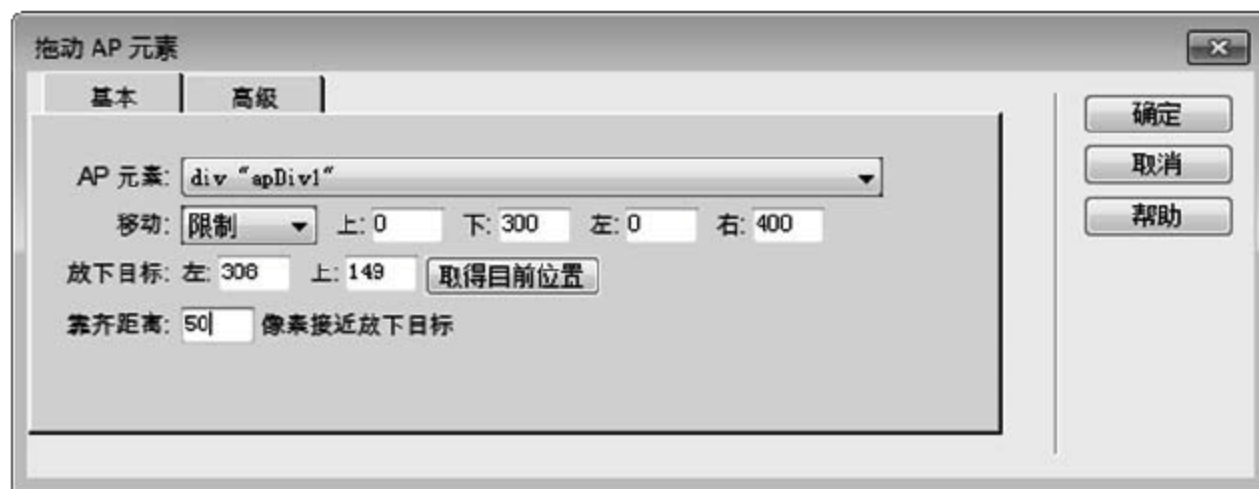 拖动 AP 元素
基本 高级
确定
AP 元素: div "apDiv1"
取消
移动: 限制 上: 0 下: 300 左: 0 右: 400
帮助
放下目标: 左: 308 上: 149 取得目前位置
靠齐距离: 50 像素接近放下目标